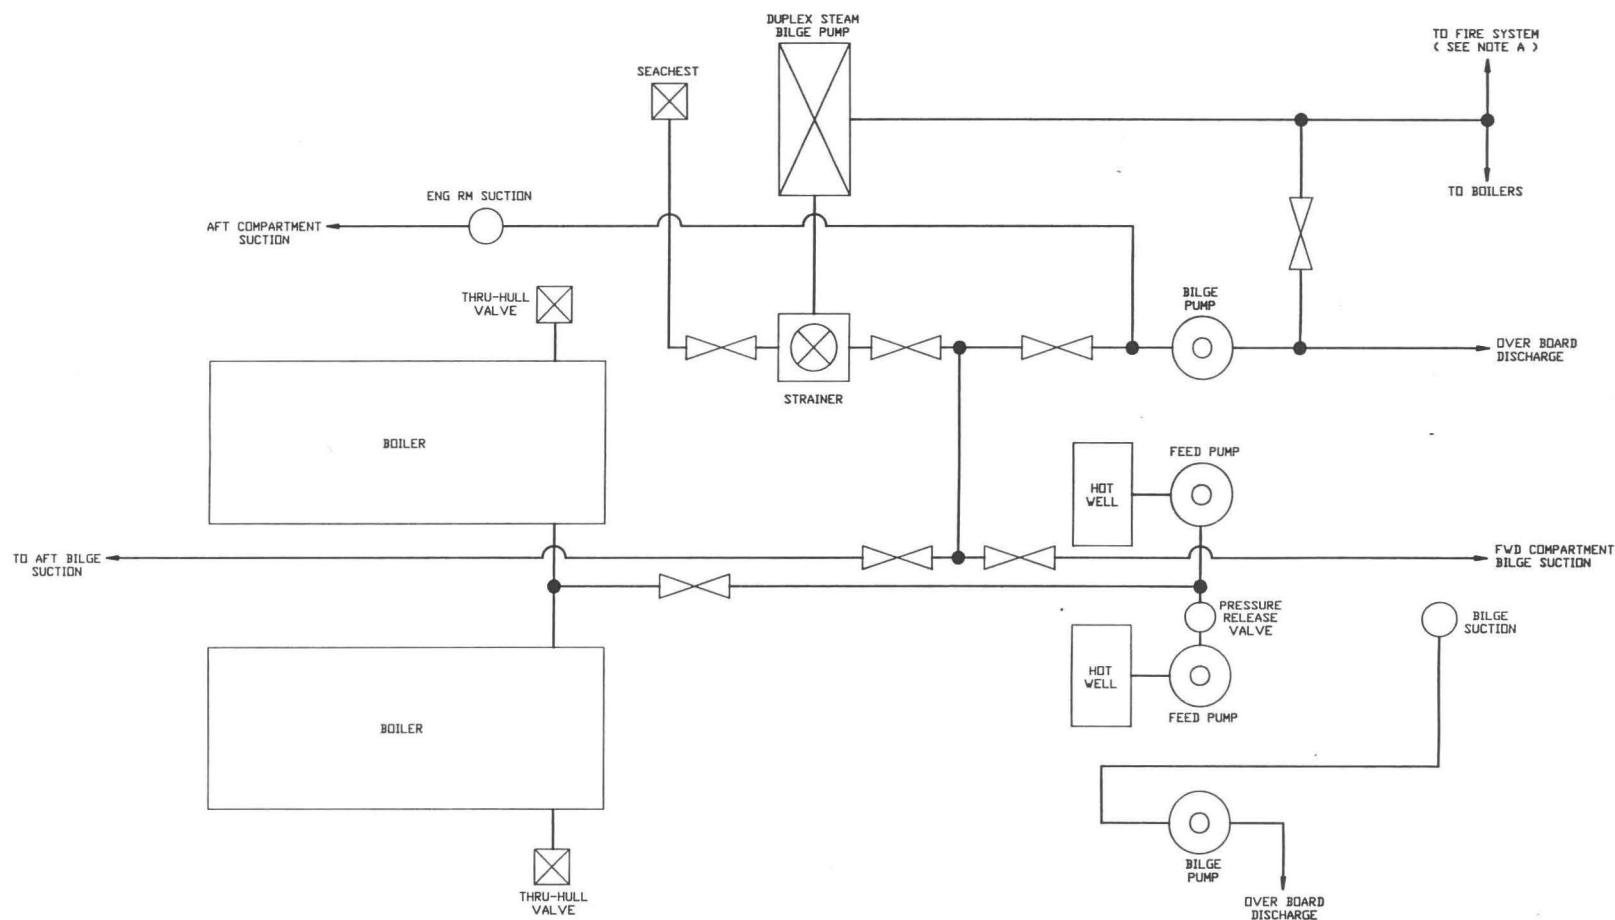 DUPLEX STEAM
BILGE PUMP
TO FIRE SYSTEM
( SEE NOTE A )
SEACHEST
TO BOILERS
ENG RM SUCTION
AFT COMPARTMENT
SUCTION
THRU-HULL
VALVE
BILGE
PUMP
OVER BOARD
DISCHARGE
STRAINER
BOILER
FEED PUMP
HOT
WELL
TO AFT BILGE
SUCTION
FWD COMPARTMENT
BILGE SUCTION
PRESSURE
RELEASE
VALVE
BILGE
SUCTION
HOT
WELL
FEED PUMP
BOILER
BILGE
PUMP
THRU-HULL
VALVE
OVER BOARD
DISCHARGE